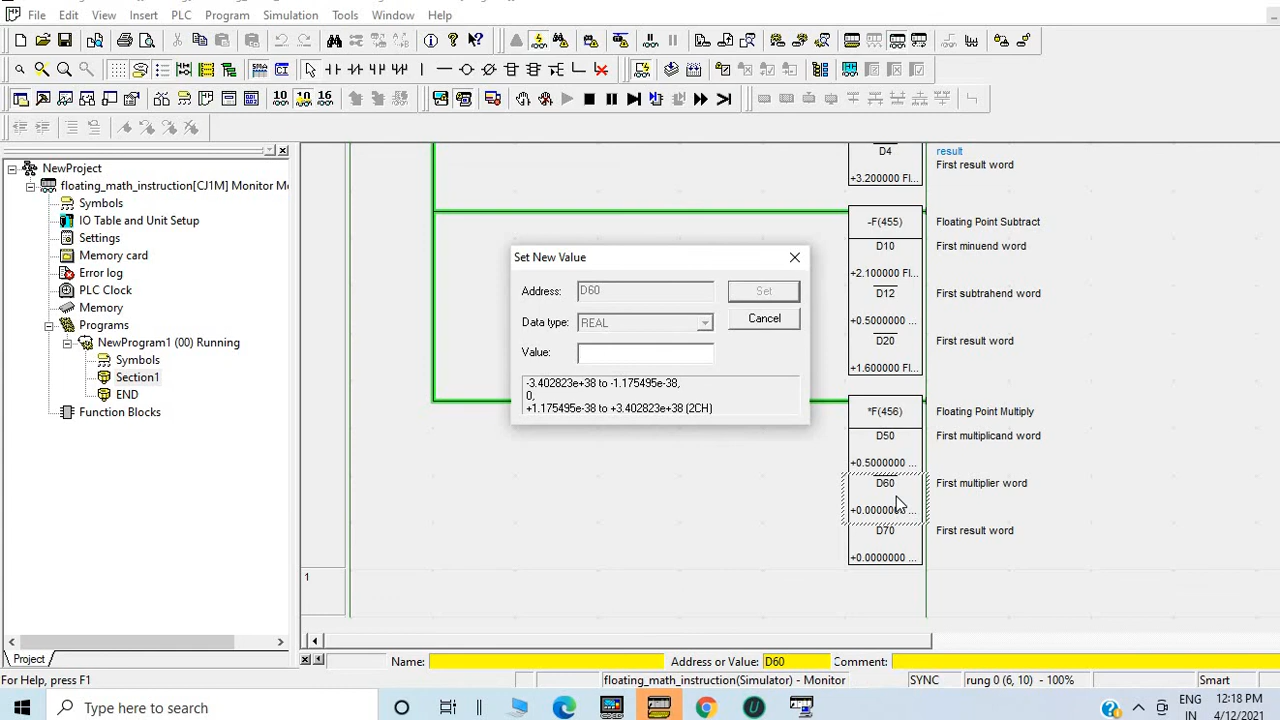 File Edit View Insert PLC Program Simulation Tools Window Help
10 10 16
NewProject
floating_math_instruction[CJ1M] Monitor Mo
Symbols
IO Table and Unit Setup
Settings
Memory card
Error log
PLC Clock
Memory
Programs
NewProgram1 (00) Running
Symbols
Section1
END
Function Blocks
Project
D4
result
First result word
+3.200000 Fl...
-F(455)
Floating Point Subtract
D10
First minuend word
+2.100000 Fl...
D12
First subtrahend word
+0.5000000 ...
D20
First result word
+1.600000 Fl...
*F(456)
Floating Point Multiply
D50
First multiplicand word
+0.5000000 ...
D60
First multiplier word
+0.0000000 ...
D70
First result word
+0.0000000 ...
1
Set New Value
Address: D60 Set
Data type: REAL Cancel
Value:
-3.402823e+38 to -1.175495e-38,
0,
+1.175495e-38 to +3.402823e+38 (2CH)
Name: Address or Value: D60 Comment:
For Help, press F1 floating_math_instruction(Simulator) - Monitor SYNC rung 0 (6, 10) - 100% Smart
Type here to search
ENG
IN
12:18 PM
4/12/2021